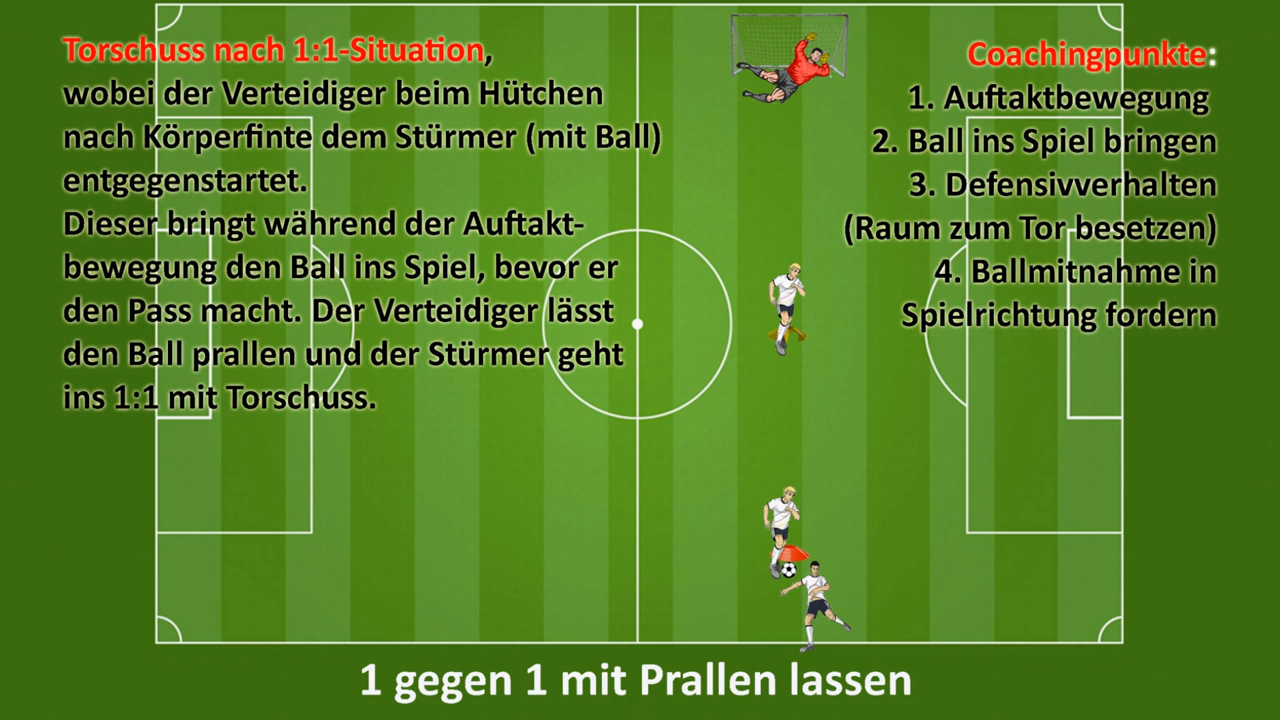 Torschuss nach 1:1-Situation,
wobei der Verteidiger beim Hütchen
nach Körperfinte dem Stürmer (mit Ball)
entgegenstartet.
Dieser bringt während der Auftakt-
bewegung den Ball ins Spiel, bevor er
den Pass macht. Der Verteidiger lässt
den Ball prallen und der Stürmer geht
ins 1:1 mit Torschuss.
Coachingpunkte:
1. Auftaktbewegung
2. Ball ins Spiel bringen
3. Defensivverhalten
(Raum zum Tor besetzen)
4. Ballmitnahme in
Spielrichtung fordern
1 gegen 1 mit Prallen lassen